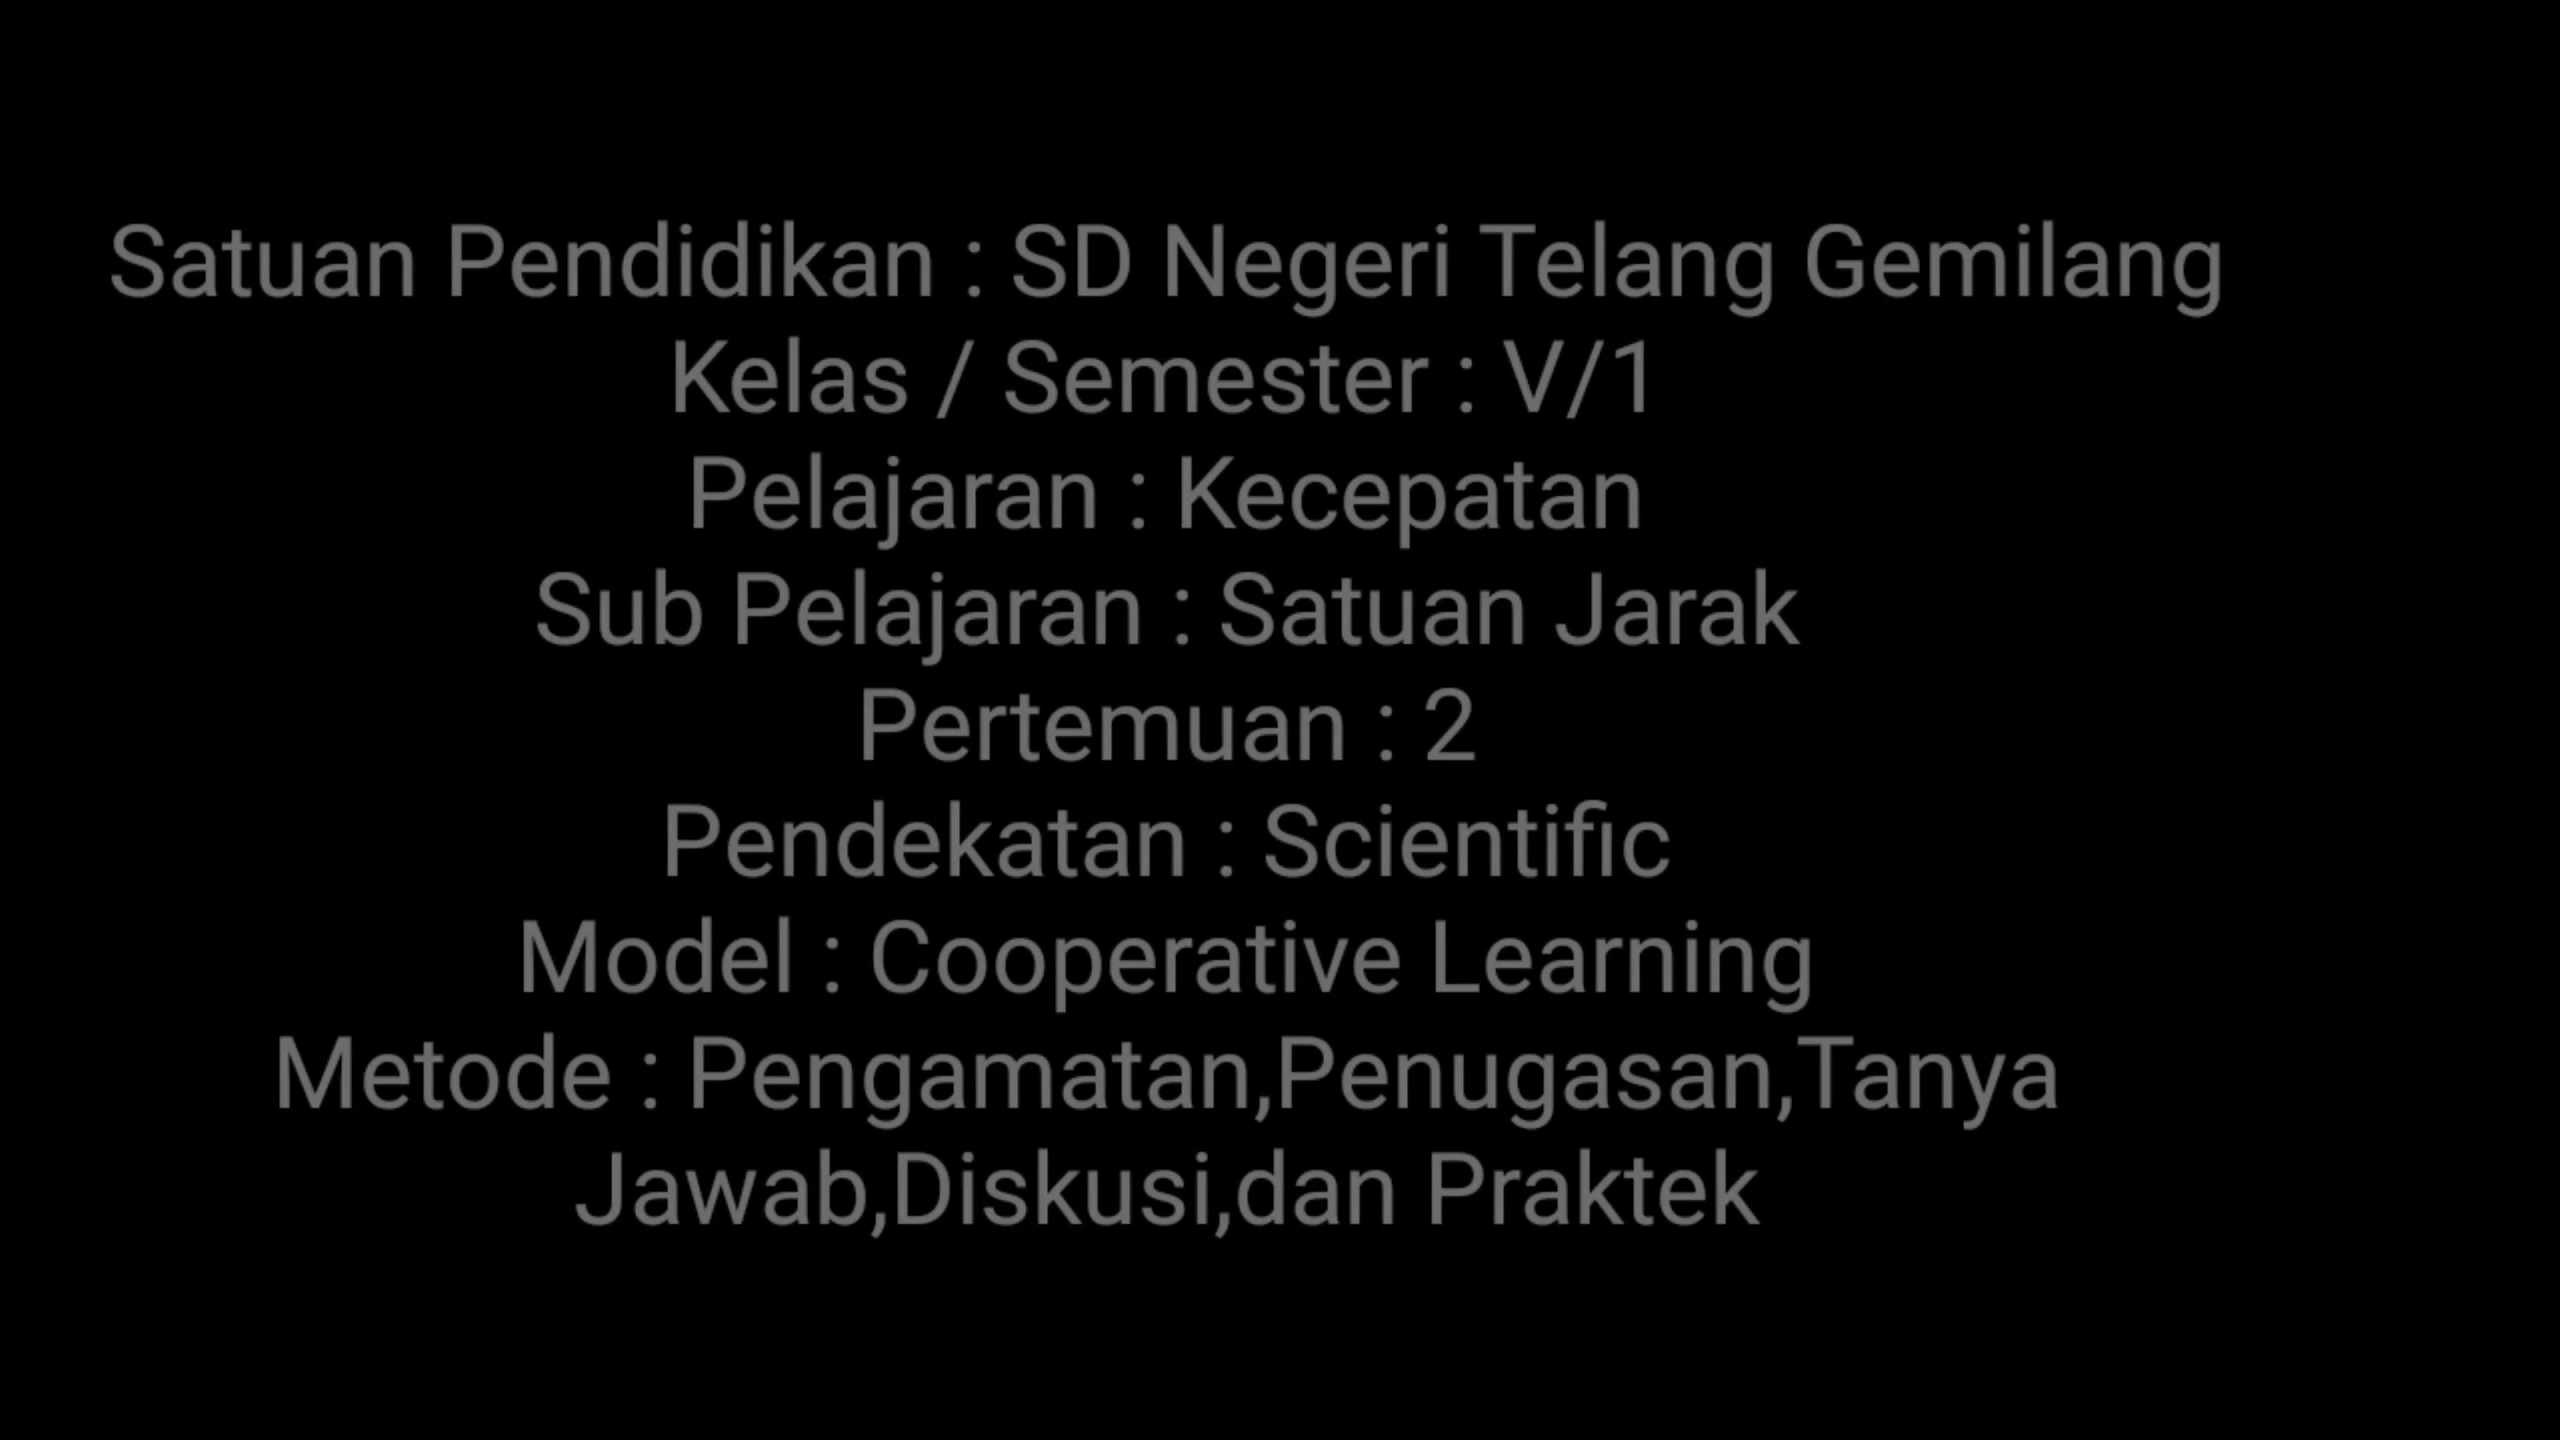 Satuan Pendidikan : SD Negeri Telang Gemilang
Kelas / Semester : V/1
Pelajaran : Kecepatan
Sub Pelajaran : Satuan Jarak
Pertemuan : 2
Pendekatan : Scientific
Model : Cooperative Learning
Metode : Pengamatan,Penugasan,Tanya
Jawab,Diskusi,dan Praktek